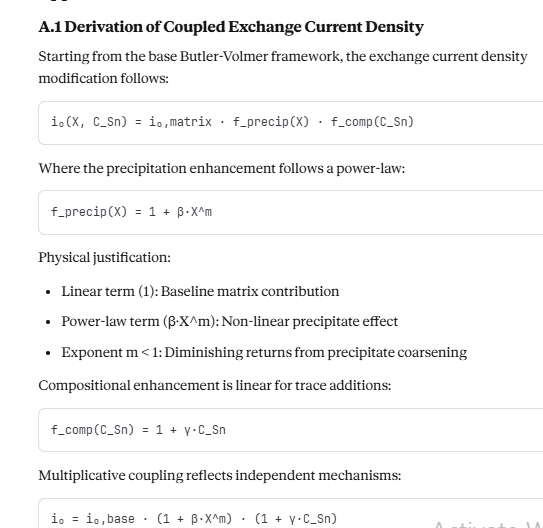 A.1 Derivation of Coupled Exchange Current Density
Starting from the base Butler-Volmer framework, the exchange current density
modification follows:
i₀(X, C_Sn) = i₀,matrix · f_precip(X) · f_comp(C_Sn)
Where the precipitation enhancement follows a power-law:
f_precip(X) = 1 + β·X^m
Physical justification:
• Linear term (1): Baseline matrix contribution
• Power-law term (β·X^m): Non-linear precipitate effect
• Exponent m < 1: Diminishing returns from precipitate coarsening
Compositional enhancement is linear for trace additions:
f_comp(C_Sn) = 1 + γ·C_Sn
Multiplicative coupling reflects independent mechanisms:
i₀ = i₀,base · (1 + β·X^m) · (1 + γ·C_Sn)